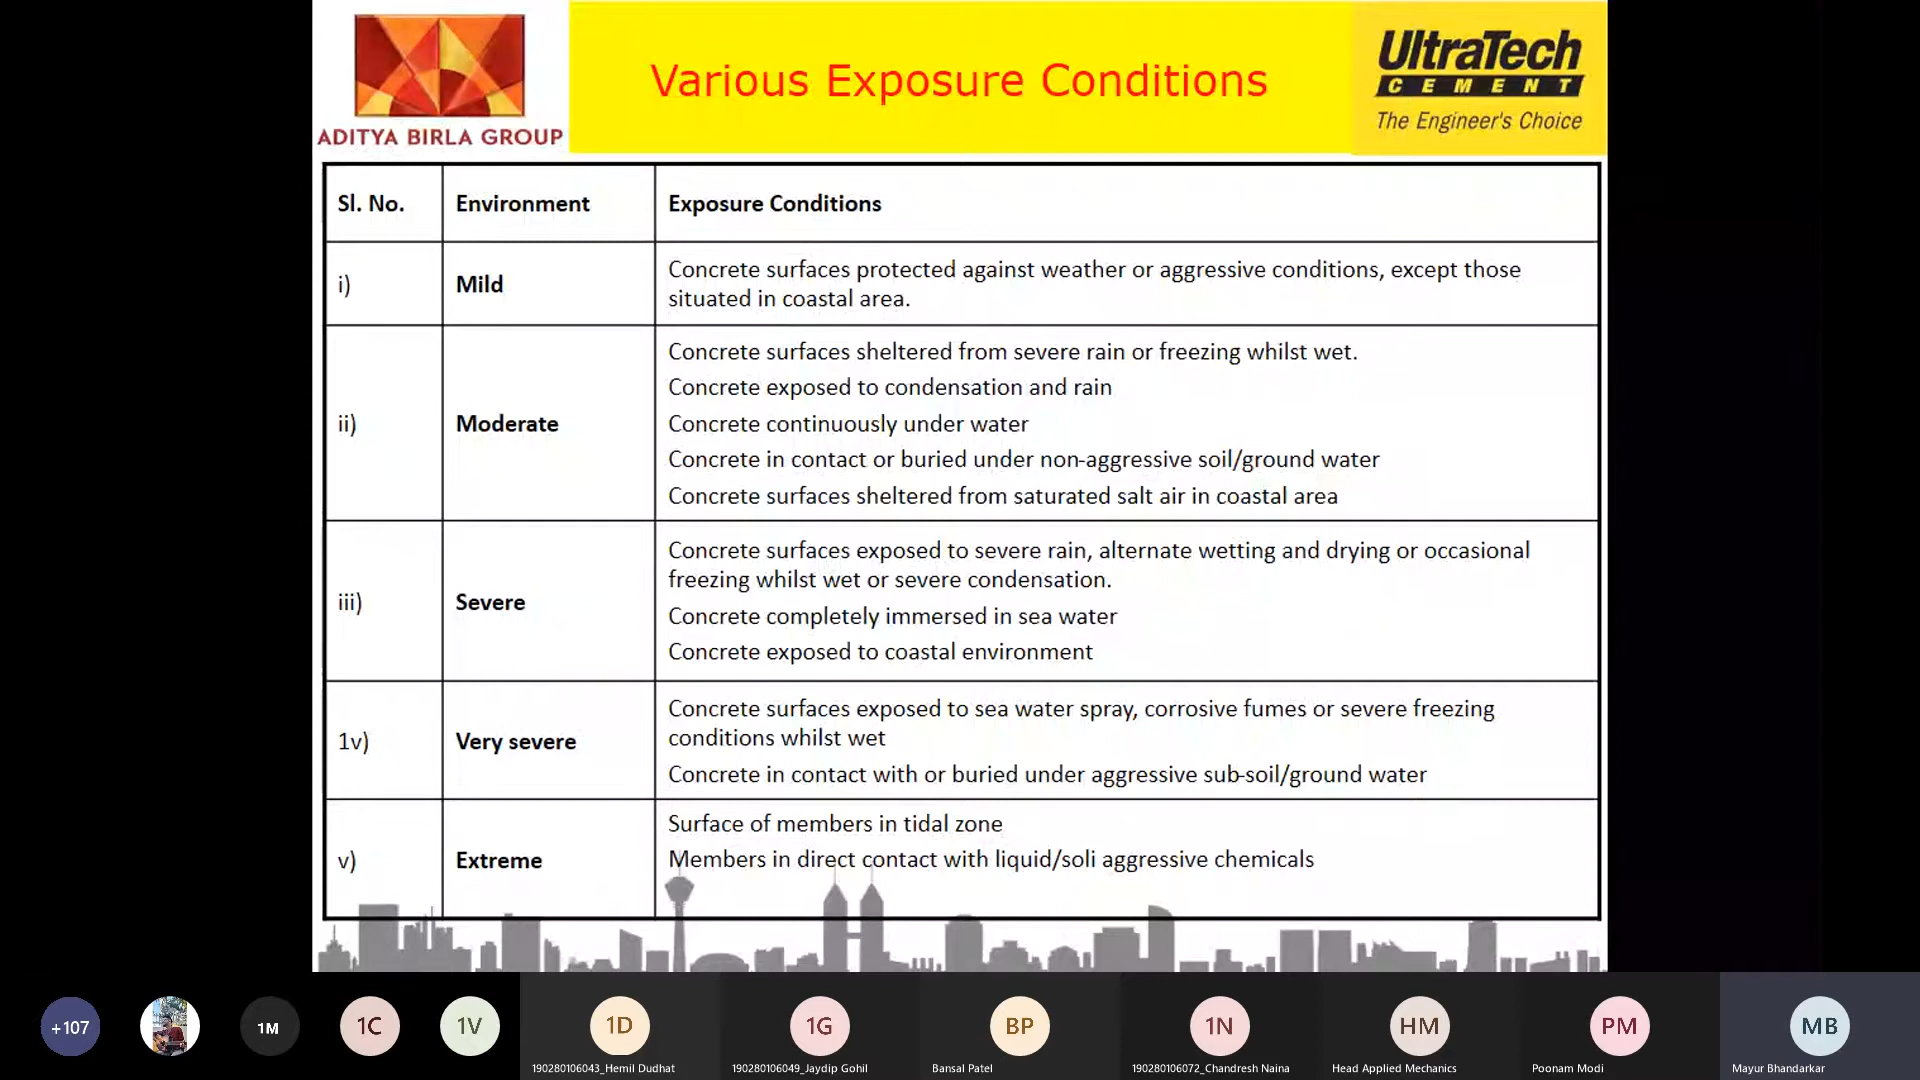 ADITYA BIRLA GROUP
Various Exposure Conditions
UltraTech
CEMENT
The Engineer's Choice
Sl. No. Environment Exposure Conditions
i) Mild Concrete surfaces protected against weather or aggressive conditions, except those
situated in coastal area.
ii) Moderate Concrete surfaces sheltered from severe rain or freezing whilst wet.
Concrete exposed to condensation and rain
Concrete continuously under water
Concrete in contact or buried under non-aggressive soil/ground water
Concrete surfaces sheltered from saturated salt air in coastal area
iii) Severe Concrete surfaces exposed to severe rain, alternate wetting and drying or occasional
freezing whilst wet or severe condensation.
Concrete completely immersed in sea water
Concrete exposed to coastal environment
1v) Very severe Concrete surfaces exposed to sea water spray, corrosive fumes or severe freezing
conditions whilst wet
Concrete in contact with or buried under aggressive sub-soil/ground water
v) Extreme Surface of members in tidal zone
Members in direct contact with liquid/soli aggressive chemicals
+107 1M 1C 1V 1D 1G BP 1N HM PM MB
190280106043_Hemil Dudhat 190280106049_Jaydip Gohil Bansal Patel 190280106072_Chandresh Naina Head Applied Mechanics Poonam Modi Mayur Bhandarkar